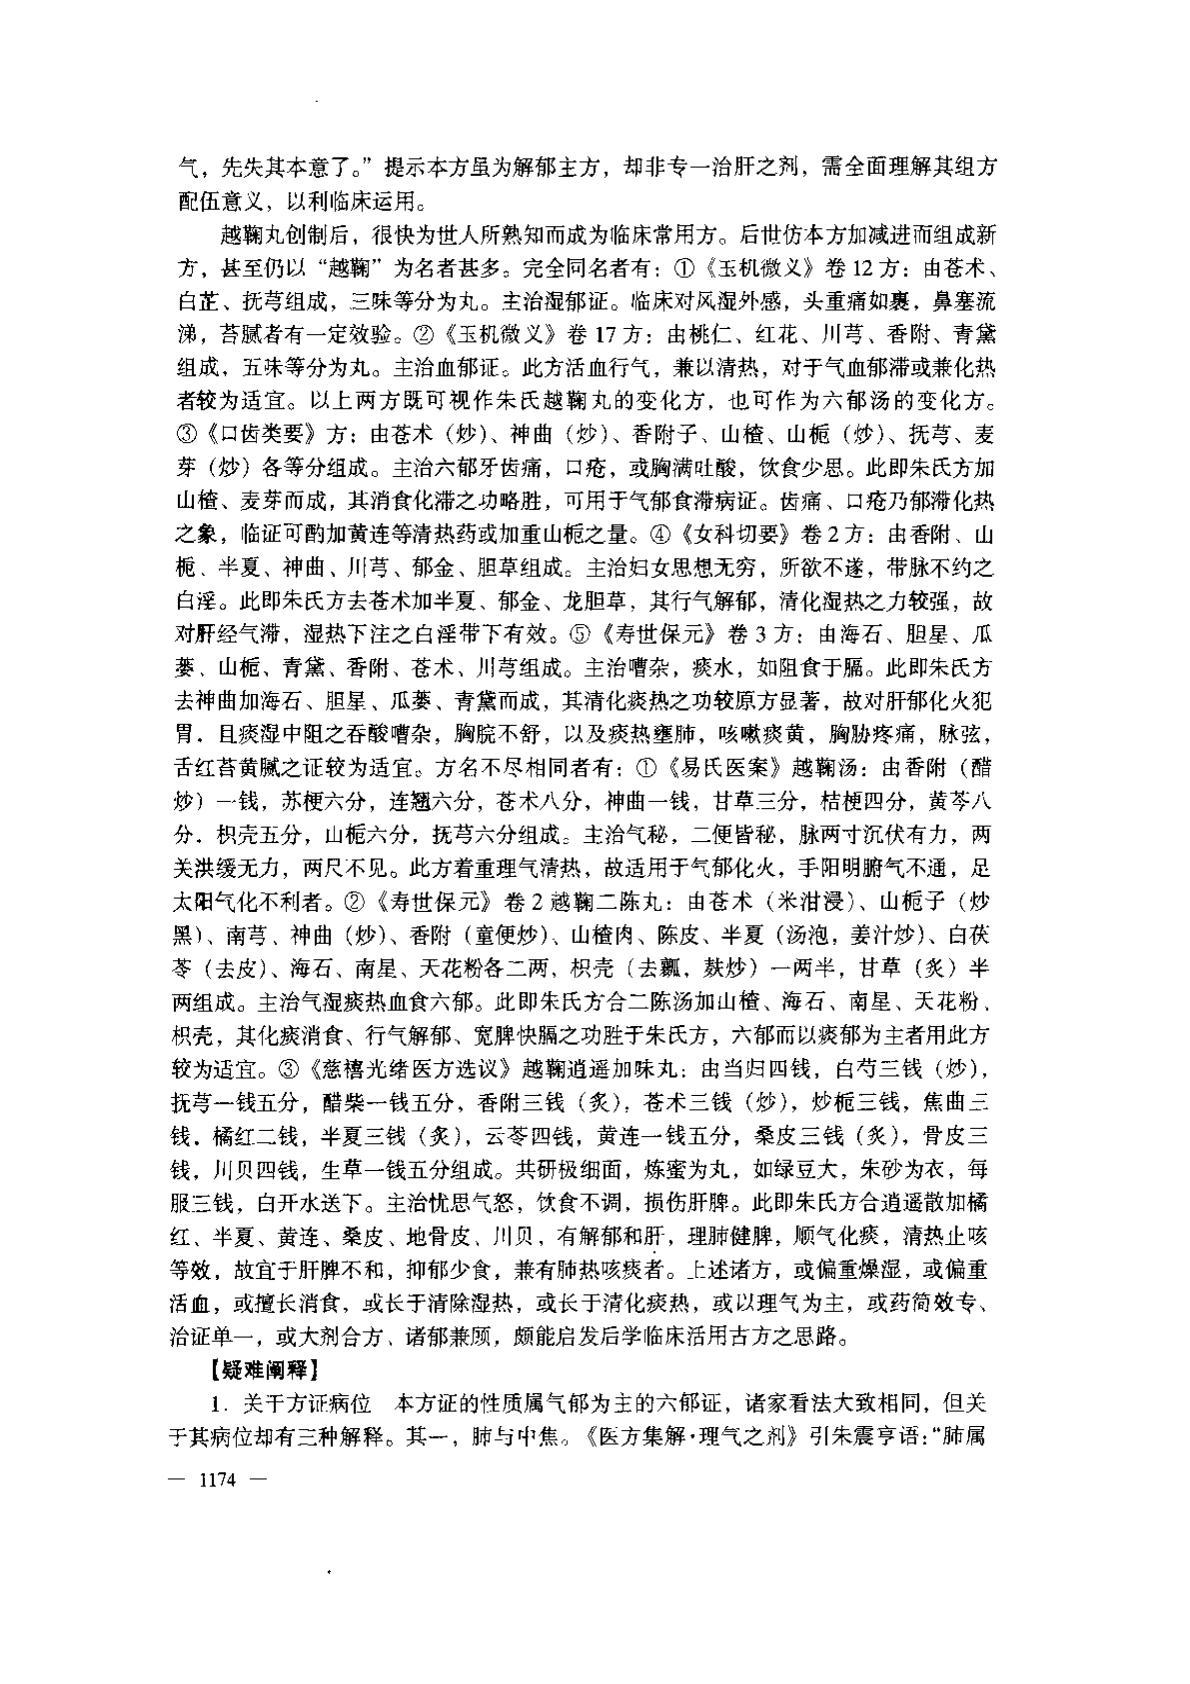 气，先失其本意了。”提示本方虽为解郁主方，却非专一治肝之剂，需全面理解其组方
配伍意义，以利临床运用。
越鞠丸创制后，很快为世人所熟知而成为临床常用方。后世仿本方加减进而组成新
方，甚至仍以“越鞠”为名者甚多。完全同名者有：①《玉机微义》卷12方：由苍术、
白芷、抚芎组成，三味等分为丸。主治湿郁证。临床对风湿外感，头重痛如裹，鼻塞流
涕，苔腻者有一定效验。②《玉机微义》卷17方：由桃仁、红花、川芎、香附、青黛
组成，五味等分为丸。主治血郁证。此方活血行气，兼以清热，对于气血郁滞或兼化热
者较为适宜。以上两方既可视作朱氏越鞠丸的变化方，也可作为六郁汤的变化方。
③《口齿类要》方：由苍术（炒）、神曲（炒）、香附子、山楂、山栀（炒）、抚芎、麦
芽（炒）各等分组成。主治六郁牙齿痛，口疮，或胸满吐酸，饮食少思。此即朱氏方加
山楂、麦芽而成，其消食化滞之功略胜，可用于气郁食滞病证。齿痛、口疮乃郁滞化热
之象，临证可酌加黄连等清热药或加重山栀之量。④《女科切要》卷2方：由香附、山
栀、半夏、神曲、川芎、郁金、胆草组成。主治妇女思想无穷，所欲不遂，带脉不约之
白淫。此即朱氏方去苍术加半夏、郁金、龙胆草，其行气解郁，清化湿热之力较强，故
对肝经气滞，湿热下注之白淫带下有效。⑤《寿世保元》卷3方：由海石、胆星、瓜
蒌、山栀、青黛、香附、苍术、川芎组成。主治嘈杂，痰水，如阻食于膈。此即朱氏方
去神曲加海石、胆星、瓜蒌、青黛而成，其清化痰热之功较原方显著，故对肝郁化火犯
胃，且痰湿中阻之吞酸嘈杂，胸脘不舒，以及痰热壅肺，咳嗽痰黄，胸胁疼痛，脉弦，
舌红苔黄腻之证较为适宜。方名不尽相同者有：①《易氏医案》越鞠汤：由香附（醋
炒）一钱，苏梗六分，连翘六分，苍术八分，神曲一钱，甘草三分，桔梗四分，黄芩八
分，枳壳五分，山栀六分，抚芎六分组成。主治气秘，二便皆秘，脉两寸沉伏有力，两
关洪缓无力，两尺不见。此方着重理气清热，故适用于气郁化火，手阳明腑气不通，足
太阳气化不利者。②《寿世保元》卷2越鞠二陈丸：由苍术（米泔浸）、山栀子（炒
黑）、南芎、神曲（炒）、香附（童便炒）、山楂肉、陈皮、半夏（汤泡，姜汁炒）、白茯
苓（去皮）、海石、南星、天花粉各二两，枳壳（去瓤，麸炒）一两半，甘草（炙）半
两组成。主治气湿痰热血食六郁。此即朱氏方合二陈汤加山楂、海石、南星、天花粉、
枳壳，其化痰消食、行气解郁、宽脾快膈之功胜于朱氏方，六郁而以痰郁为主者用此方
较为适宜。③《慈禧光绪医方选议》越鞠逍遥加味丸：由当归四钱，白芍三钱（炒），
抚芎一钱五分，醋柴一钱五分，香附三钱（炙），苍术三钱（炒），炒栀三钱，焦曲三
钱，橘红二钱，半夏三钱（炙），云苓四钱，黄连一钱五分，桑皮三钱（炙），骨皮三
钱，川贝四钱，生草一钱五分组成。共研极细面，炼蜜为丸，如绿豆大，朱砂为衣，每
服三钱，白开水送下。主治忧思气怒，饮食不调，损伤肝脾。此即朱氏方合逍遥散加橘
红、半夏、黄连、桑皮、地骨皮、川贝，有解郁和肝，理肺健脾，顺气化痰，清热止咳
等效，故宜于肝脾不和，抑郁少食，兼有肺热咳痰者。上述诸方，或偏重燥湿，或偏重
活血，或擅长消食，或长于清除湿热，或长于清化痰热，或以理气为主，或药简效专、
治证单一，或大剂合方、诸郁兼顾，颇能启发后学临床活用古方之思路。
【疑难阐释】
1．关于方证病位　本方证的性质属气郁为主的六郁证，诸家看法大致相同，但关
于其病位却有三种解释。其一，肺与中焦。《医方集解·理气之剂》引朱震亨语：“肺属
— 1174 —